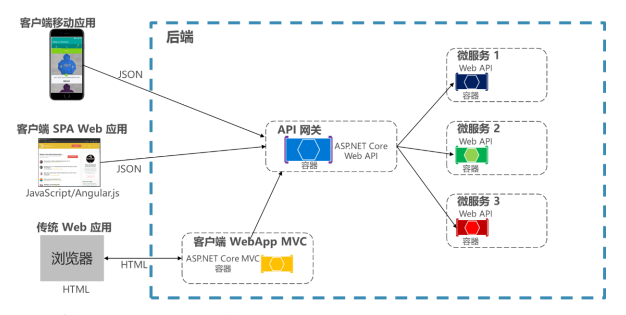 客户端移动应用
后端
JSON
客户端 SPA Web 应用
JSON
JavaScript/Angular.js
传统 Web 应用
浏览器
HTML
HTML
API 网关
ASP.NET Core
Web API
容器
客户端 WebApp MVC
ASP.NET Core MVC
容器
微服务 1
Web API
容器
微服务 2
Web API
容器
微服务 3
Web API
容器